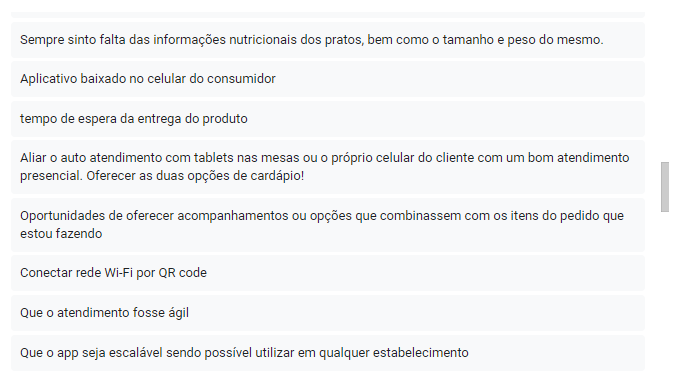 Sempre sinto falta das informações nutricionais dos pratos, bem como o tamanho e peso do mesmo.
Aplicativo baixado no celular do consumidor
tempo de espera da entrega do produto
Aliar o auto atendimento com tablets nas mesas ou o próprio celular do cliente com um bom atendimento
presencial. Oferecer as duas opções de cardápio!
Oportunidades de oferecer acompanhamentos ou opções que combinassem com os itens do pedido que
estou fazendo
Conectar rede Wi-Fi por QR code
Que o atendimento fosse ágil
Que o app seja escalável sendo possível utilizar em qualquer estabelecimento